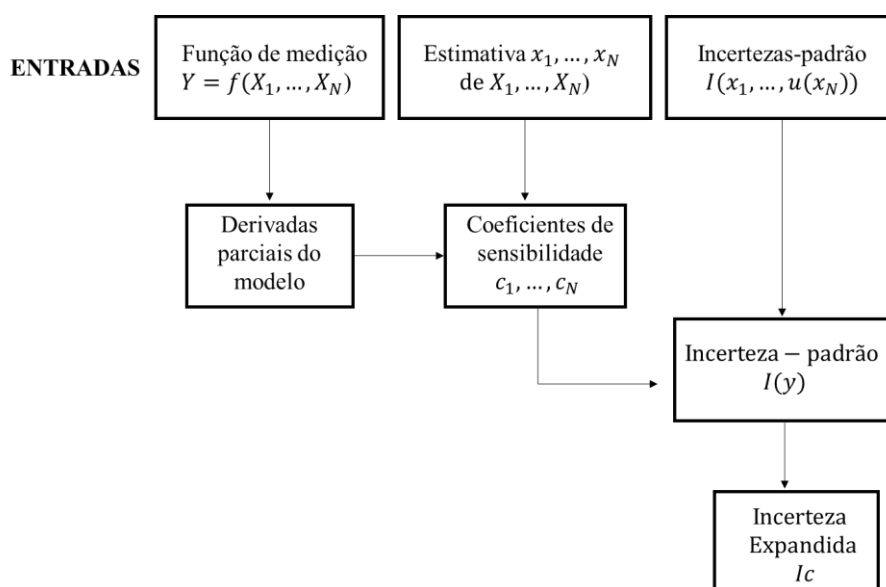 ENTRADAS
Função de medição
𝑌 = 𝑓(𝑋₁, … , 𝑋_N)
Estimativa 𝑥₁, … , 𝑥_N
de 𝑋₁, … , 𝑋_N)
Incertezas-padrão
𝐼(𝑥₁, … , 𝑢(𝑥_N))
Derivadas
parciais do
modelo
Coeficientes de
sensibilidade
𝑐₁, … , 𝑐_N
Incerteza − padrão
𝐼(𝑦)
Incerteza
Expandida
𝐼𝑐